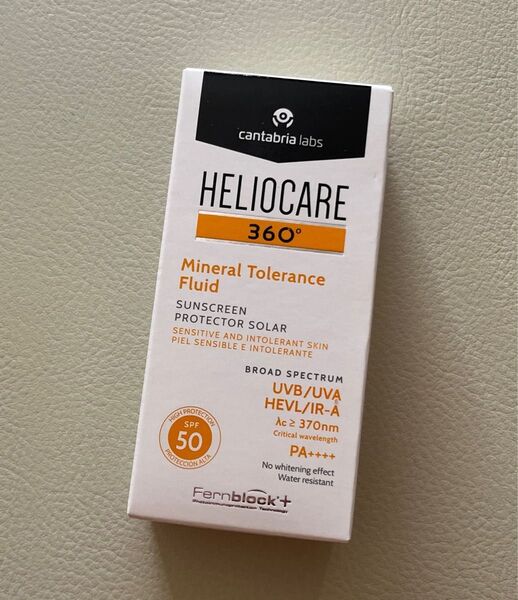 cantabria labs
HELIOCARE
360°
Mineral Tolerance
Fluid
SUNSCREEN
PROTECTOR SOLAR
SENSITIVE AND INTOLERANT SKIN
PIEL SENSIBLE E INTOLERANTE
BROAD SPECTRUM
UVB/UVA
HEVL/IR-A
λc ≥ 370nm
Critical wavelength
PA++++
No whitening effect
Water resistant
HIGH PROTECTION
SPF
50
PROTECCIÓN ALTA
Fernblock®+
Photoimmunoprotection Technology